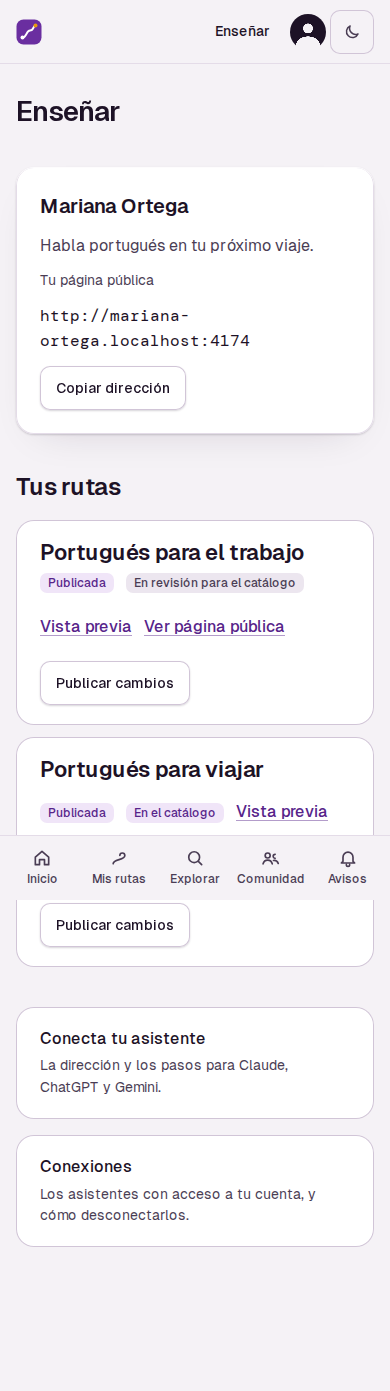 Enseñar
Enseñar
Mariana Ortega
Habla portugués en tu próximo viaje.
Tu página pública
http://mariana-
ortega.localhost:4174
Copiar dirección
Tus rutas
Portugués para el trabajo
Publicada En revisión para el catálogo
Vista previa Ver página pública
Publicar cambios
Portugués para viajar
Publicada En el catálogo Vista previa
Inicio Mis rutas Explorar Comunidad Avisos
Publicar cambios
Conecta tu asistente
La dirección y los pasos para Claude,
ChatGPT y Gemini.
Conexiones
Los asistentes con acceso a tu cuenta, y
cómo desconectarlos.